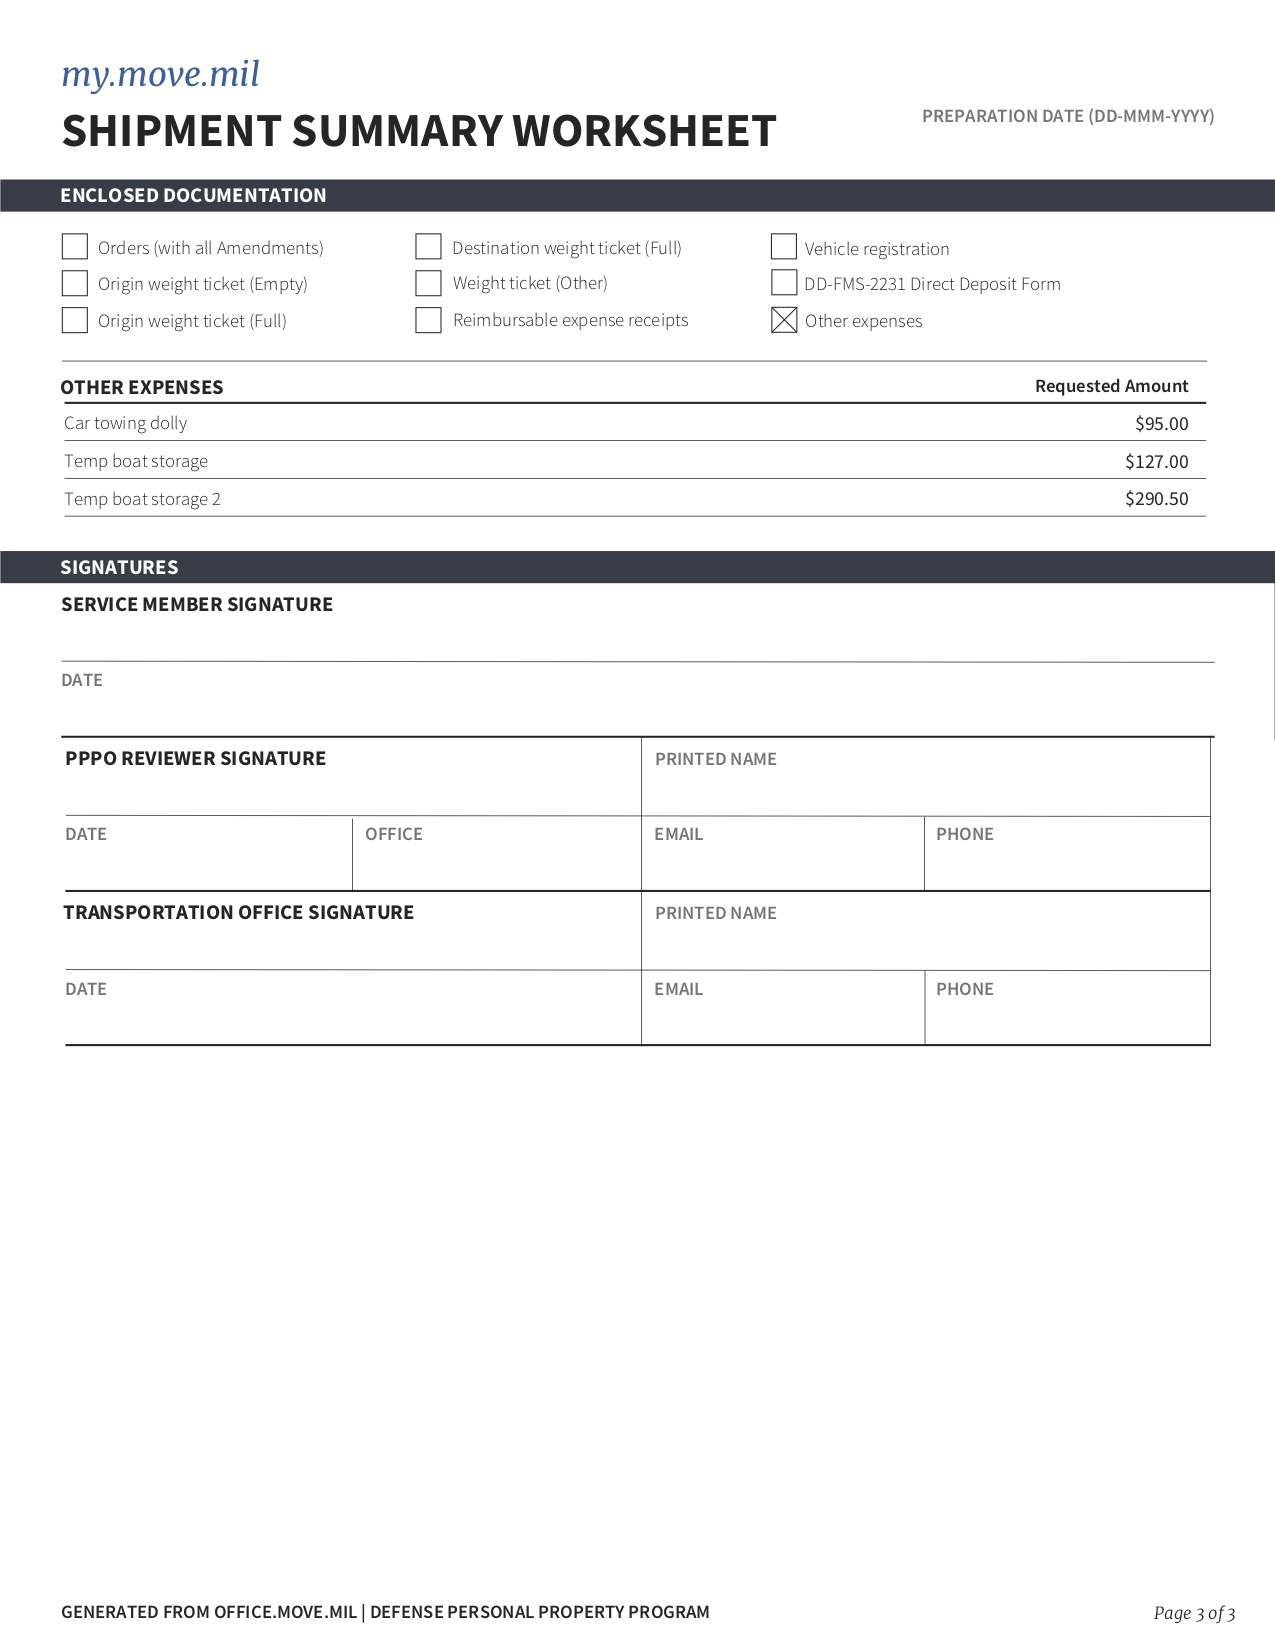 my.move.mil
SHIPMENT SUMMARY WORKSHEET
PREPARATION DATE (DD-MMM-YYYY)
ENCLOSED DOCUMENTATION
Orders (with all Amendments) Destination weight ticket (Full) Vehicle registration
Origin weight ticket (Empty) Weight ticket (Other) DD-FMS-2231 Direct Deposit Form
Origin weight ticket (Full) Reimbursable expense receipts Other expenses
OTHER EXPENSES Requested Amount
Car towing dolly $95.00
Temp boat storage $127.00
Temp boat storage 2 $290.50
SIGNATURES
SERVICE MEMBER SIGNATURE
DATE
PPPO REVIEWER SIGNATURE PRINTED NAME
DATE OFFICE EMAIL PHONE
TRANSPORTATION OFFICE SIGNATURE PRINTED NAME
DATE EMAIL PHONE
GENERATED FROM OFFICE.MOVE.MIL | DEFENSE PERSONAL PROPERTY PROGRAM Page 3 of 3